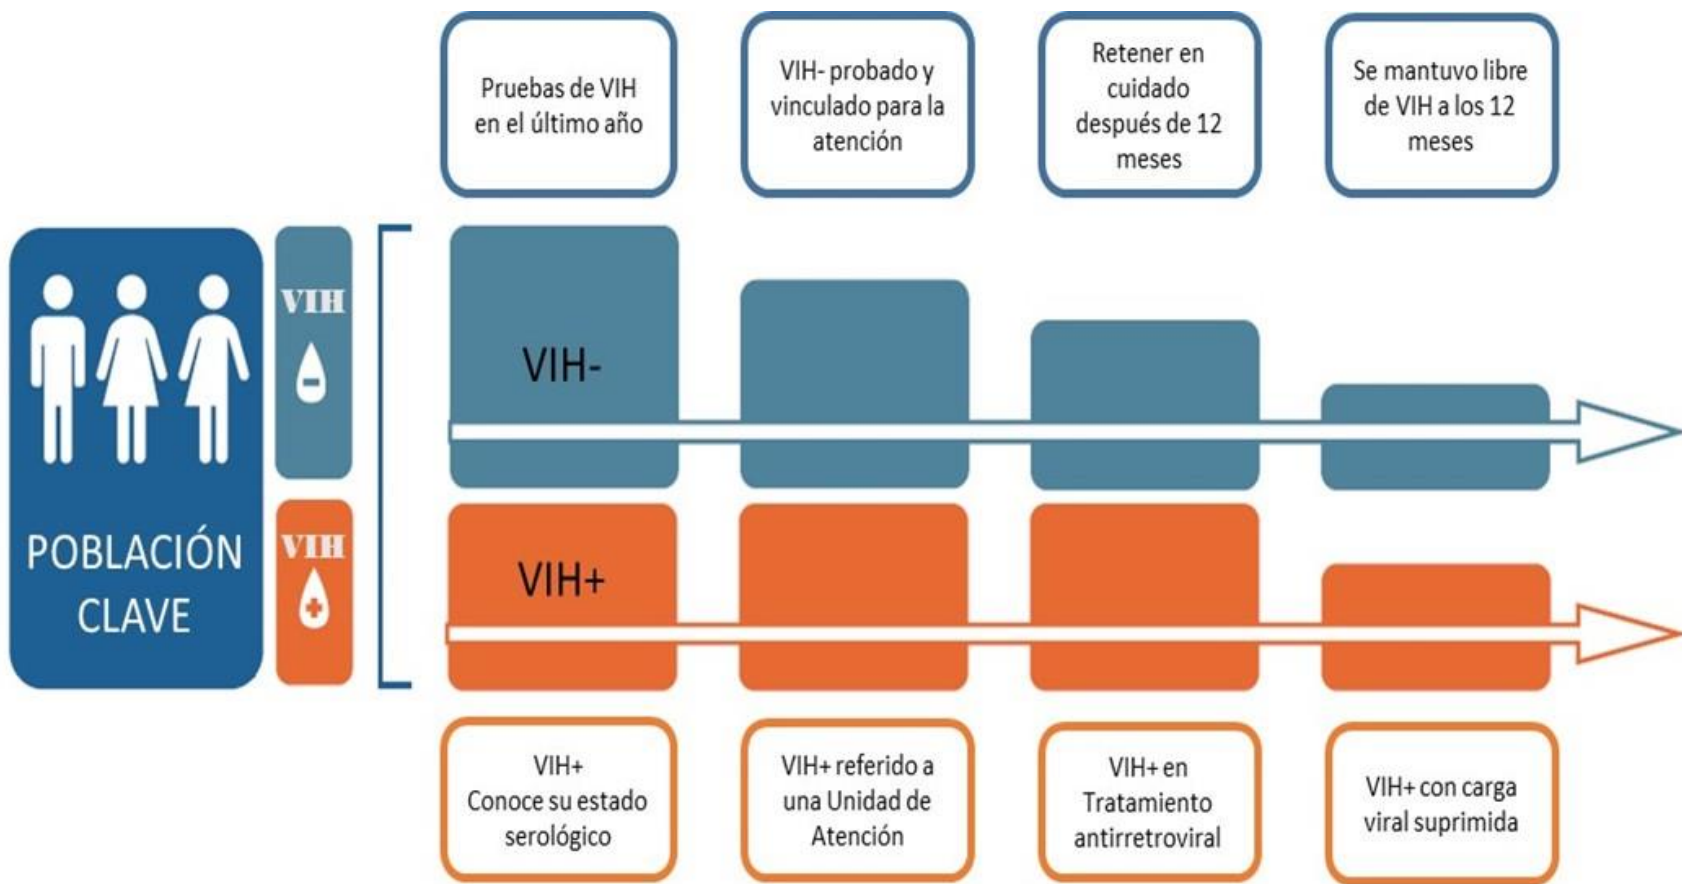 Pruebas de VIH
en el último año
VIH- probado y
vinculado para la
atención
Retener en
cuidado
después de 12
meses
Se mantuvo libre
de VIH a los 12
meses
VIH
VIH-
POBLACIÓN
CLAVE
VIH
VIH+
VIH+
Conoce su estado
serológico
VIH+ referido a
una Unidad de
Atención
VIH+ en
Tratamiento
antirretroviral
VIH+ con carga
viral suprimida